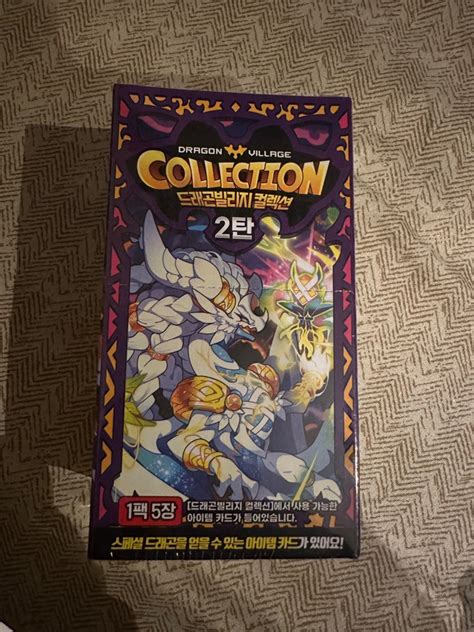 DRAGON VILLAGE
COLLECTION
드래곤빌리지 컬렉션
2탄
1팩 5장
[드래곤빌리지 컬렉션]에서 사용 가능한
아이템 카드가 들어있습니다.
스페셜 드래곤을 얻을 수 있는 아이템 카드가 있어요!